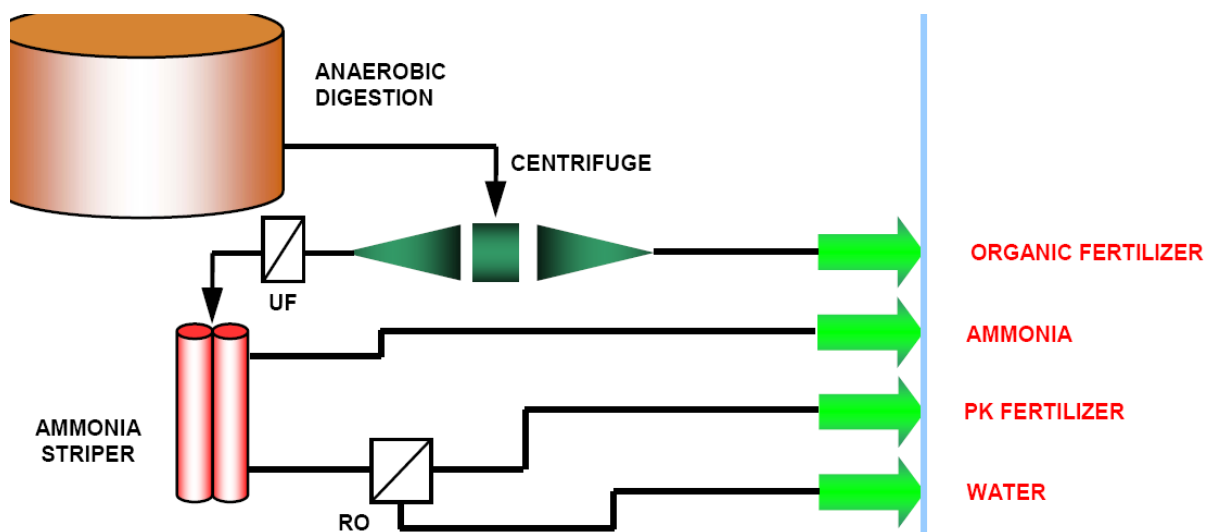 ANAEROBIC
DIGESTION
CENTRIFUGE
UF
ORGANIC FERTILIZER
AMMONIA
PK FERTILIZER
AMMONIA
STRIPER
RO
WATER